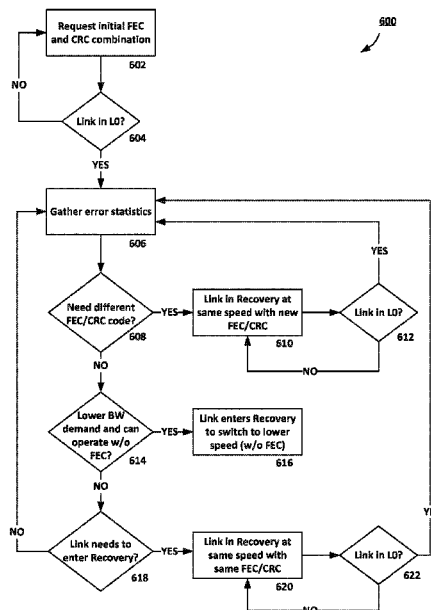 600
Request initial FEC
and CRC combination
602
NO
Link in L0?
604
YES
Gather error statistics
606
YES
Need different
FEC/CRC code?
608
YES
Link in Recovery at
same speed with new
FEC/CRC
610
Link in L0?
612
NO
NO
Lower BW
demand and can
operate w/o
FEC?
614
YES
Link enters Recovery
to switch to lower
speed (w/o FEC)
616
NO
NO
Link needs to
enter Recovery?
618
YES
Link in Recovery at
same speed with
same FEC/CRC
620
Link in L0?
622
NO